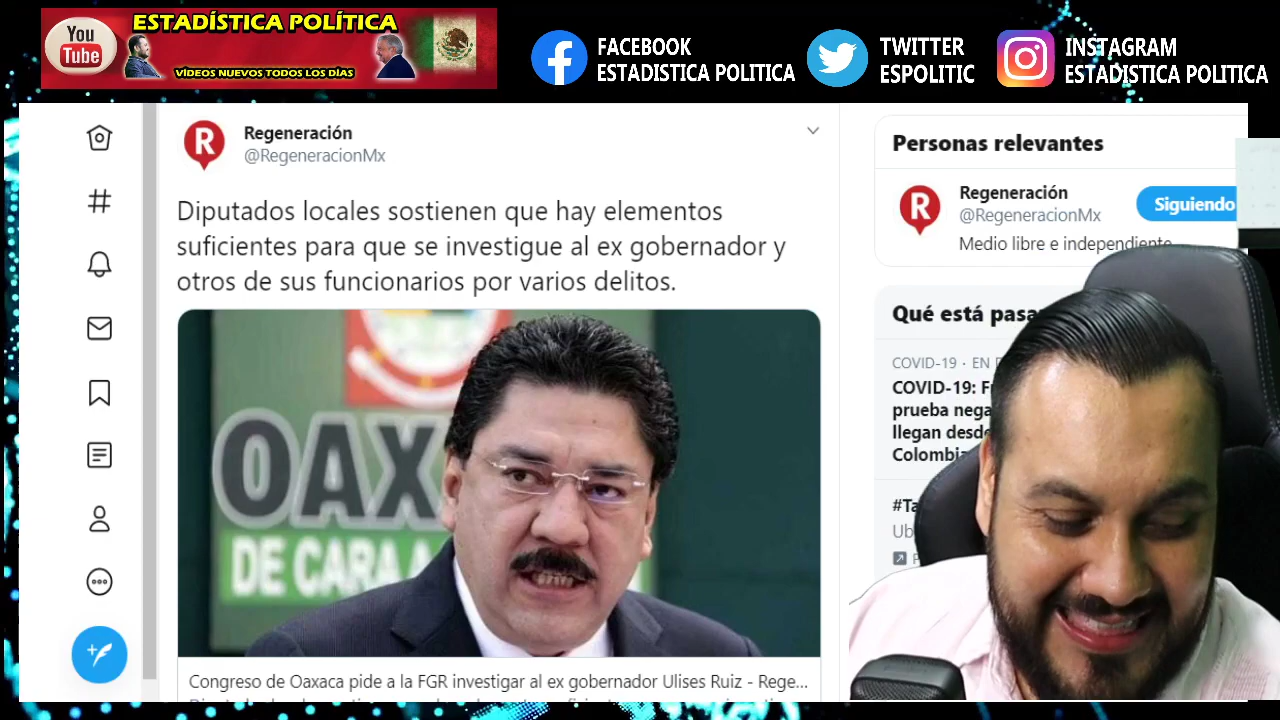 You
Tube
ESTADÍSTICA POLÍTICA
VÍDEOS NUEVOS TODOS LOS DÍAS
FACEBOOK
ESTADISTICA POLITICA
TWITTER
ESPOLITIC
INSTAGRAM
ESTADISTICA POLITICA
R
Regeneración
@RegeneracionMx
Diputados locales sostienen que hay elementos
suficientes para que se investigue al ex gobernador y
otros de sus funcionarios por varios delitos.
OAX
DE CARA A
Congreso de Oaxaca pide a la FGR investigar al ex gobernador Ulises Ruiz - Rege...
Personas relevantes
R
Regeneración
@RegeneracionMx
Siguiendo
Medio libre e independiente
Qué está pasa
COVID-19 · EN
COVID-19:
prueba nega
llegan desde
Colombia